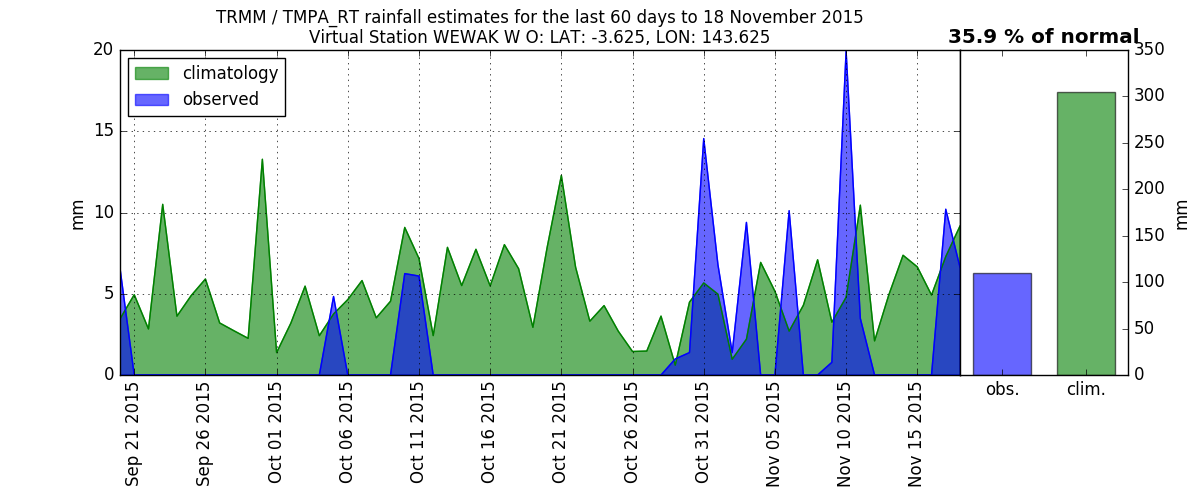 TRMM / TMPA_RT rainfall estimates for the last 60 days to 18 November 2015
Virtual Station WEWAK W O: LAT: -3.625, LON: 143.625
35.9 % of normal
climatology
observed
20
15
10
5
0
mm
Sep 21 2015
Sep 26 2015
Oct 01 2015
Oct 06 2015
Oct 11 2015
Oct 16 2015
Oct 21 2015
Oct 26 2015
Oct 31 2015
Nov 05 2015
Nov 10 2015
Nov 15 2015
obs.
clim.
350
300
250
200
150
100
50
0
mm